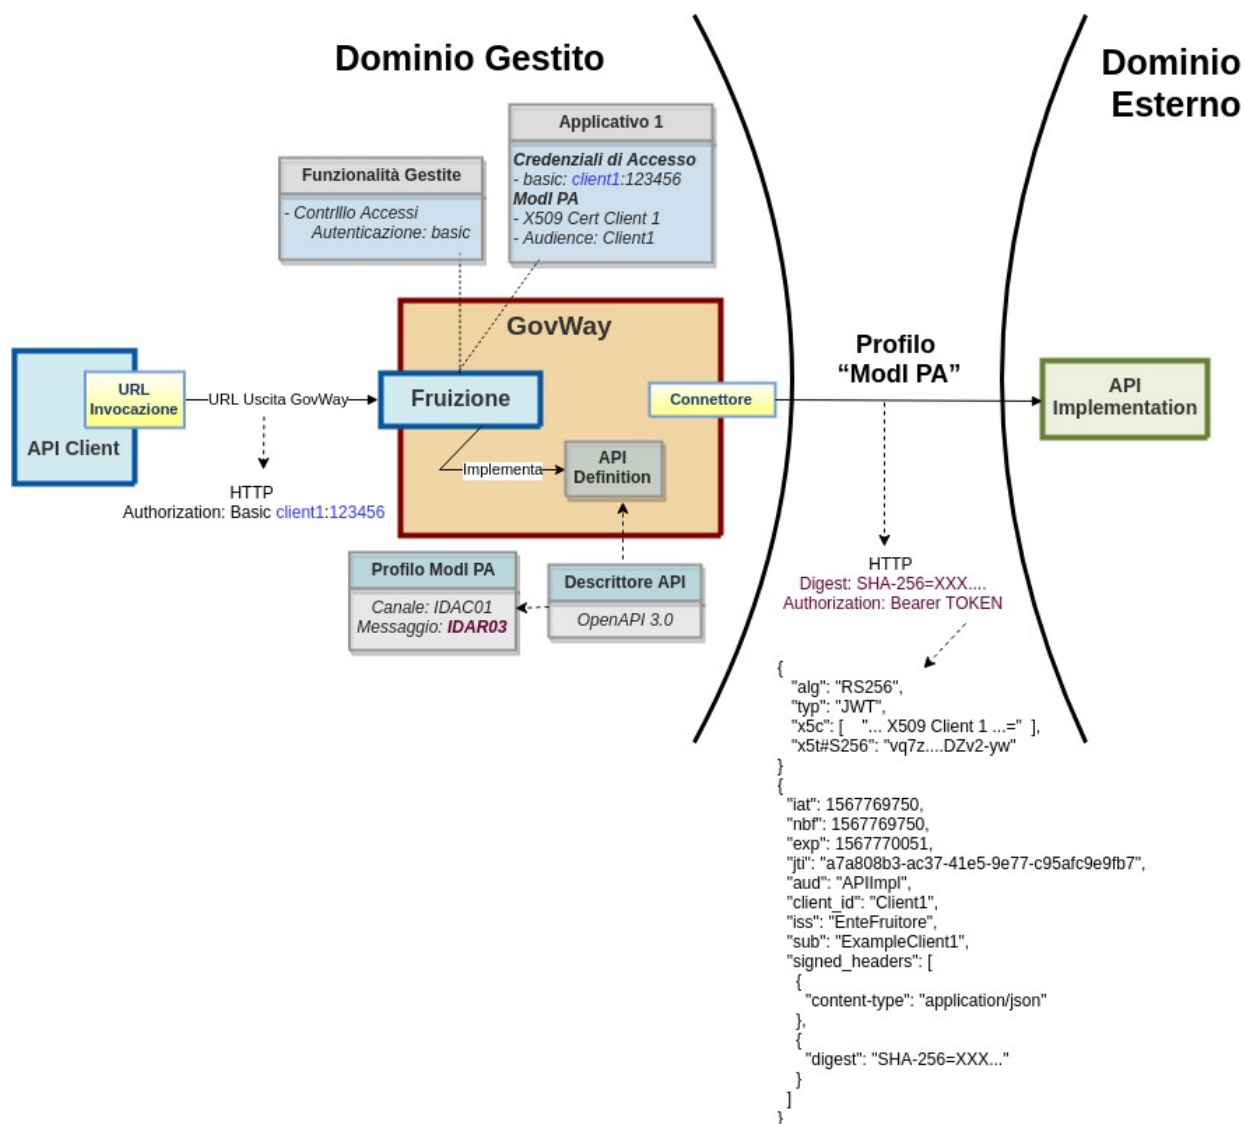 Dominio Gestito
Dominio
Esterno
Applicativo 1
Credenziali di Accesso
- basic: client1:123456
ModI PA
- X509 Cert Client 1
- Audience: Client1
Funzionalità Gestite
- Contrlllo Accessi
Autenticazione: basic
GovWay
Profilo
“ModI PA”
URL
Invocazione
API Client
URL Uscita GovWay
Fruizione
Connettore
API
Implementation
Implementa
API
Definition
HTTP
Authorization: Basic client1:123456
Profilo ModI PA
Canale: IDAC01
Messaggio: IDAR03
Descrittore API
OpenAPI 3.0
HTTP
Digest: SHA-256=XXX....
Authorization: Bearer TOKEN
{
"alg": "RS256",
"typ": "JWT",
"x5c": [ "... X509 Client 1 ...=" ],
"x5t#S256": "vq7z....DZv2-yw"
}
{
"iat": 1567769750,
"nbf": 1567769750,
"exp": 1567770051,
"jti": "a7a808b3-ac37-41e5-9e77-c95afc9e9fb7",
"aud": "APIImpl",
"client_id": "Client1",
"iss": "EnteFruitore",
"sub": "ExampleClient1",
"signed_headers": [
{
"content-type": "application/json"
},
{
"digest": "SHA-256=XXX..."
}
]
}